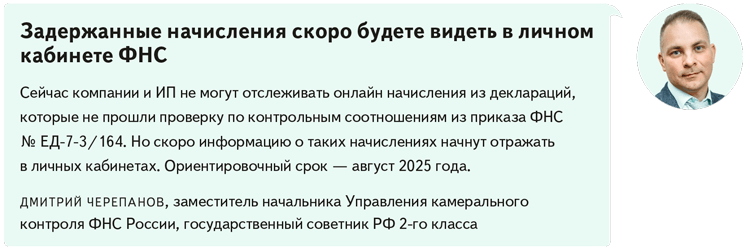 Задержанные начисления скоро будете видеть в личном
кабинете ФНС
Сейчас компании и ИП не могут отслеживать онлайн начисления из деклараций,
которые не прошли проверку по контрольным соотношениям из приказа ФНС
№ ЕД-7-3/164. Но скоро информацию о таких начислениях начнут отражать
в личных кабинетах. Ориентировочный срок — август 2025 года.
ДМИТРИЙ ЧЕРЕПАНОВ, заместитель начальника Управления камерального
контроля ФНС России, государственный советник РФ 2-го класса